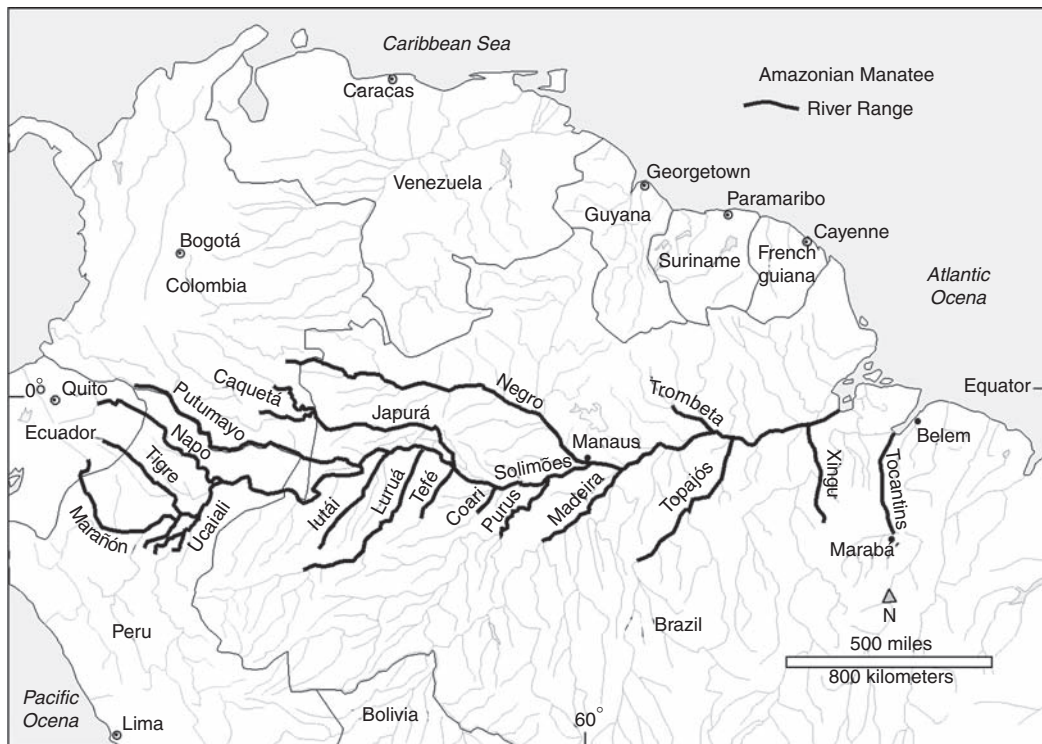 Caribbean Sea
Amazonian Manatee
River Range
Caracas
Venezuela
Georgetown
Guyana
Paramaribo
Suriname
Cayenne
French
guiana
Bogotá
Colombia
Atlantic
Ocena
0°
Quito
Equator
Ecuador
Caquetá
Putumayo
Napo
Tigre
Marañón
Ucaiali
Japurá
Negro
Trombeta
Manaus
Solimões
Belem
Iutái
Luruá
Tefé
Coari
Purus
Madeira
Topajós
Xingur
Tocantins
Marabá
N
Peru
Brazil
500 miles
800 kilometers
Pacific
Ocena
Lima
Bolivia
60°